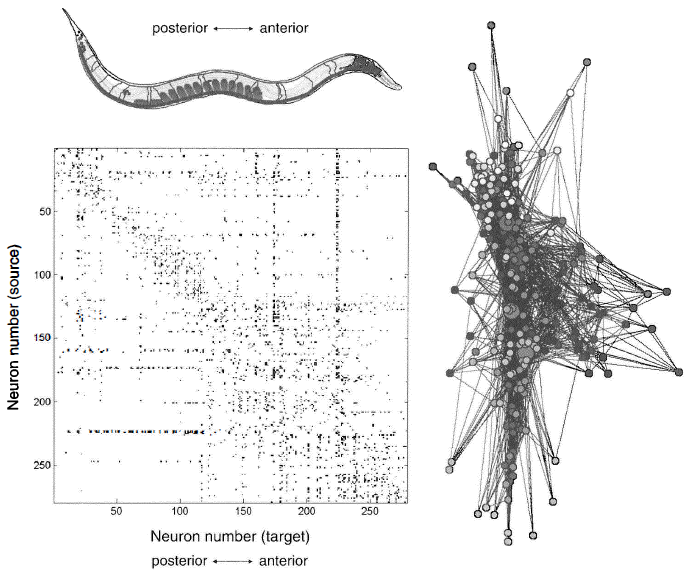 posterior ⟷ anterior
Neuron number (source)
50
100
150
200
250
50 100 150 200 250
Neuron number (target)
posterior ⟷ anterior